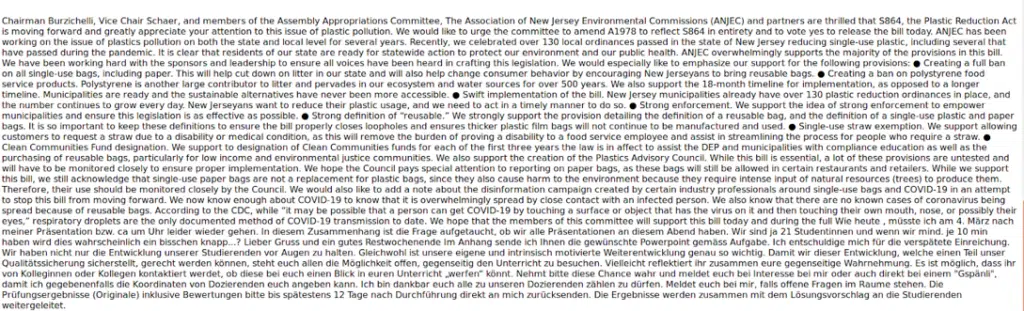 Chairman Burzichelli, Vice Chair Schaer, and members of the Assembly Appropriations Committee, The Association of New Jersey Environmental Commissions (ANJEC) and partners are thrilled that S864, the Plastic Reduction Act
is moving forward and greatly appreciate your attention to this issue of plastic pollution. We would like to urge the committee to amend A1978 to reflect S864 in entirety and to vote yes to release the bill today. ANJEC has been
working on the issue of plastics pollution on both the state and local level for several years. Recently, we celebrated over 130 local ordinances passed in the state of New Jersey reducing single-use plastic, including several that
have passed during the pandemic. It is clear that residents of our state are ready for statewide action to protect our environment and our public health. ANJEC overwhelmingly supports the majority of the provisions in this bill.
We have been working hard with the sponsors and leadership to ensure all voices have been heard in crafting this legislation. We would especially like to emphasize our support for the following provisions: ● Creating a full ban
on all single-use bags, including paper. This will help cut down on litter in our state and will also help change consumer behavior by encouraging New Jerseyans to bring reusable bags. ● Creating a ban on polystyrene food
service products. Polystyrene is another large contributor to litter and pervades in our ecosystem and water sources for over 500 years. We also support the 18-month timeline for implementation, as opposed to a longer
timeline. Municipalities are ready and the sustainable alternatives have never been more accessible. ● Swift implementation of the bill. New Jersey municipalities already have over 130 plastic reduction ordinances in place, and
the number continues to grow every day. New Jerseyans want to reduce their plastic usage, and we need to act in a timely manner to do so. ● Strong enforcement. We support the idea of strong enforcement to empower
municipalities and ensure this legislation is as effective as possible. ● Strong definition of “reusable.” We strongly support the provision detailing the definition of a reusable bag, and the definition of a single-use plastic and paper
bags. It is so important to keep these definitions to ensure the bill properly closes loopholes and ensures thicker plastic film bags will not continue to be manufactured and used. ● Single-use straw exemption. We support allowing
customers to request a straw due to a disability or medical condition, as this will remove the burden of proving a disability to a food service employee and assist in streamlining the process for people who require a straw. ●
Clean Communities Fund designation. We support to designation of Clean Communities funds for each of the first three years the law is in affect to assist the DEP and municipalities with compliance education as well as the
purchasing of reusable bags, particularly for low income and environmental justice communities. We also support the creation of the Plastics Advisory Council. While this bill is essential, a lot of these provisions are untested and
will have to be monitored closely to ensure proper implementation. We hope the Council pays special attention to reporting on paper bags, as these bags will still be allowed in certain restaurants and retailers. While we support
this bill, we still acknowledge that single-use paper bags are not a replacement for plastic bags, since they also cause harm to the environment because they require intense input of natural resources (trees) to produce them.
Therefore, their use should be monitored closely by the Council. We would also like to add a note about the disinformation campaign created by certain industry professionals around single-use bags and COVID-19 in an attempt
to stop this bill from moving forward. We now know enough about COVID-19 to know that it is overwhelmingly spread by close contact with an infected person. We also know that there are no known cases of coronavirus being
spread because of reusable bags. According to the CDC, while “it may be possible that a person can get COVID-19 by touching a surface or object that has the virus on it and then touching their own mouth, nose, or possibly their
eyes,” respiratory droplets are the only documented method of COVID-19 transmission to date. We hope that the members of this committee will support this bill today and during the full Wie heute , müsste ich am 4. März nach
meiner Präsentation bzw. ca um Uhr leider wieder gehen. In diesem Zusammenhang ist die Frage aufgetaucht, ob wir alle Präsentationen an diesem Abend haben. Wir sind ja 21 Studentinnen und wenn wir mind. je 10 min
haben wird dies wahrscheinlich ein bisschen knapp...? Lieber Gruss und ein gutes Restwochenende Im Anhang sende ich Ihnen die gewünschte Powerpoint gemäss Aufgabe. Ich entschuldige mich für die verspätete Einreichung.
Wir haben nicht nur die Entwicklung unserer Studierenden vor Augen zu halten. Gleichwohl ist unsere eigene und intrinsisch motivierte Weiterentwicklung genau so wichtig. Damit wir dieser Entwicklung, welche einen Teil der
Qualitätssicherung sicherstellt, gerecht werden können, steht euch allen die Möglichkeit offen, gegenseitig den Unterricht zu besuchen. Vielleicht reflektiert ihr zusammen eure gegenseitige Wahrnehmung. Es ist möglich, dass ihr
von Kolleginnen oder Kollegen kontaktiert werdet, ob diese bei euch einen Blick in euren Unterricht „werfen“ könnt. Nehmt bitte diese Chance wahr und meldet euch bei Interesse bei mir oder auch direkt bei einem "Gspänli",
damit ich gegebenenfalls die Koordinaten von Dozierenden euch angeben kann. Ich bin dankbar euch alle zu unseren Dozierenden zählen zu dürfen. Meldet euch bei mir, falls offene Fragen im Raume stehen. Die
Prüfungsergebnisse (Originale) inklusive Bewertungen bitte bis spätestens 12 Tage nach Durchführung direkt an mich zurücksenden. Die Ergebnisse werden zusammen mit dem Lösungsvorschlag an die Studierenden
weitergeleitet.